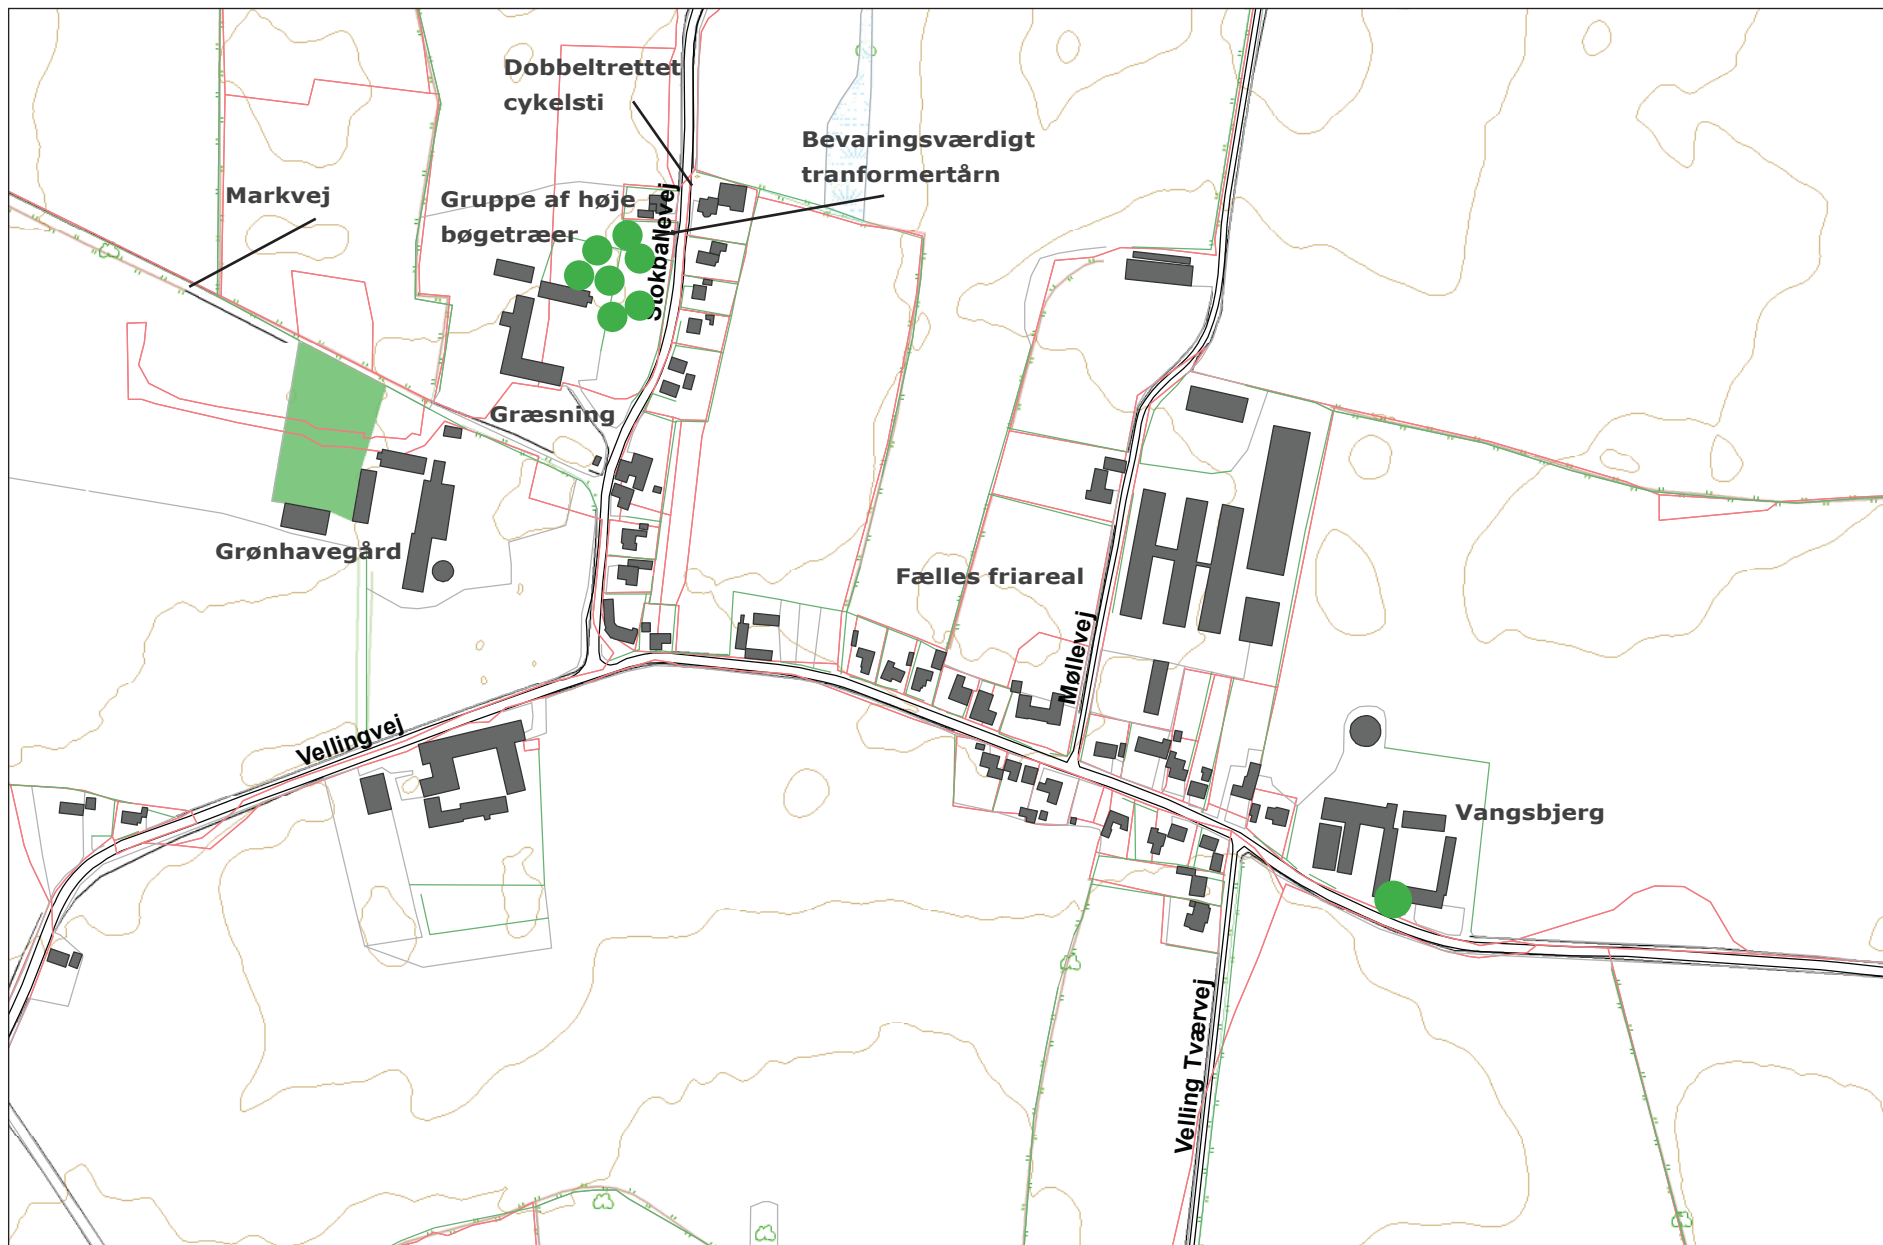 Dobbeltrettet
cykelsti
Bevaringsværdigt
tranformertårn
Markvej
Gruppe af høje
bøgetræer
Stokballevej
Græsning
Grønhavegård
Fælles friareal
Møllevej
Vellingvej
Vangsbjerg
Velling Tværvej